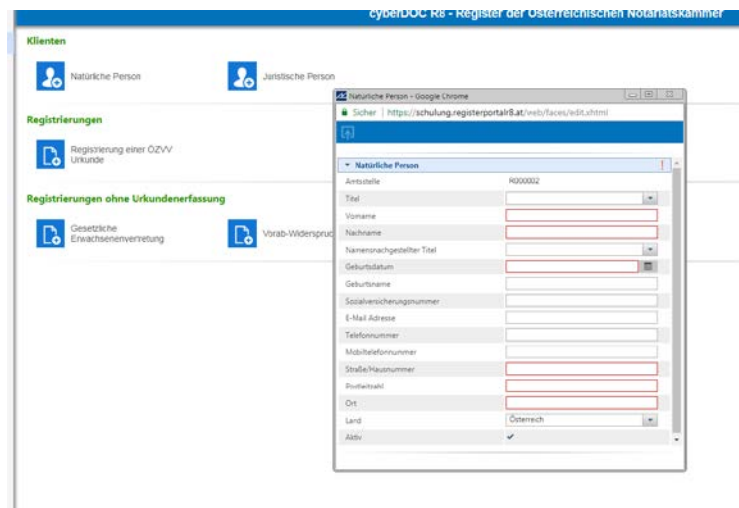 cyberDOC R8 - Register der Österreichischen Notariatskammer
Klienten
Natürliche Person
Juristische Person
Registrierungen
Registrierung einer ÖZVV
Urkunde
Registrierungen ohne Urkundenerfassung
Gesetzliche
Erwachsenenvertretung
Vorab-Widerspruc
Natürliche Person - Google Chrome
Sicher | https://schulung.registerportalr8.at/web/faces/edit.xhtml
Natürliche Person !
Amtsstelle R000002
Titel
Vorname
Nachname
Namensnachgestellter Titel
Geburtsdatum
Geburtsname
Sozialversicherungsnummer
E-Mail Adresse
Telefonnummer
Mobiltelefonnummer
Straße/Hausnummer
Postleitzahl
Ort
Land Österreich
Aktiv